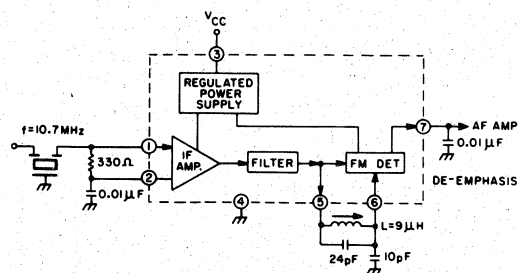 VCC
3
REGULATED
POWER
SUPPLY
f=10.7MHz
1
330Ω
2
0.01μF
IF
AMP.
FILTER
FM DET
7
AF AMP
0.01μF
DE-EMPHASIS
4
5
6
L=9μH
24pF
10pF